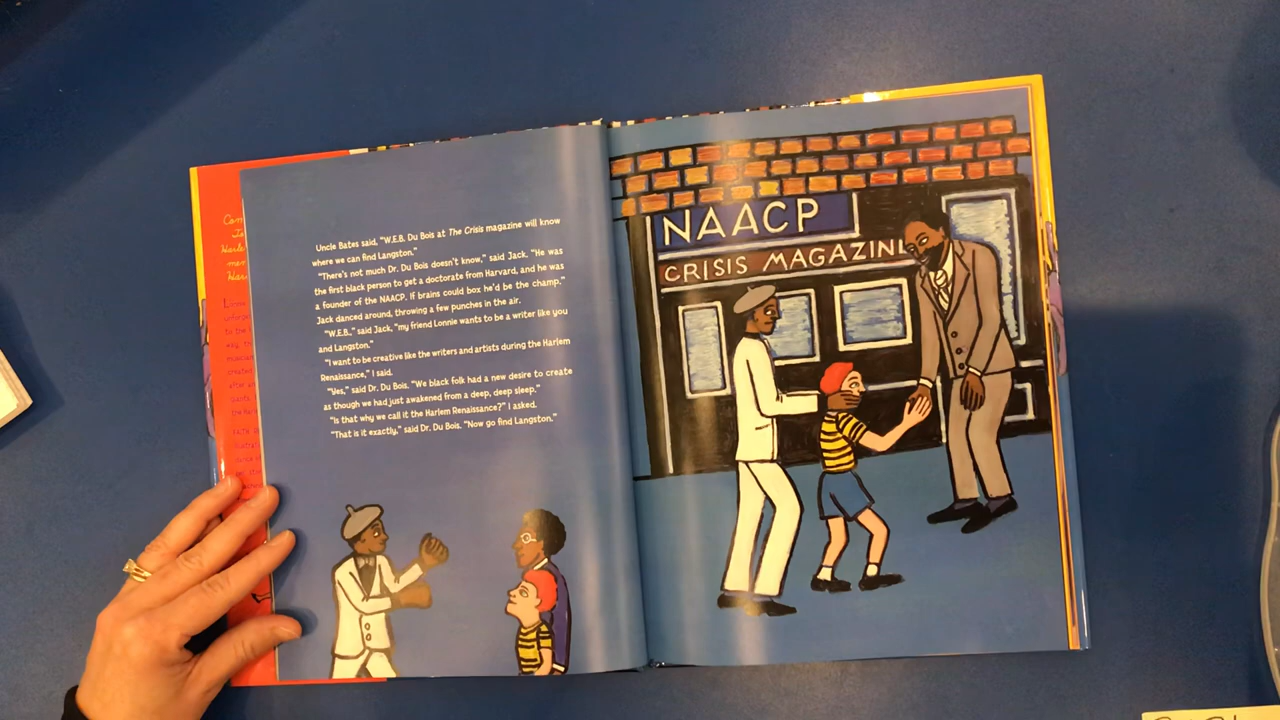 Uncle Bates said, "W.E.B. Du Bois at The Crisis magazine will know
where we can find Langston."
"There's not much Dr. Du Bois doesn't know," said Jack. "He was
the first black person to get a doctorate from Harvard, and he was
a founder of the NAACP. If brains could box he'd be the champ."
Jack danced around, throwing a few punches in the air.
"W.E.B.," said Jack, "my friend Lonnie wants to be a writer like you
and Langston."
"I want to be creative like the writers and artists during the Harlem
Renaissance," I said.
"Yes," said Dr. Du Bois. "We black folk had a new desire to create
as though we had just awakened from a deep, deep sleep."
"Is that why we call it the Harlem Renaissance?" I asked.
"That is it exactly," said Dr. Du Bois. "Now go find Langston."
NAACP
CRISIS MAGAZINE